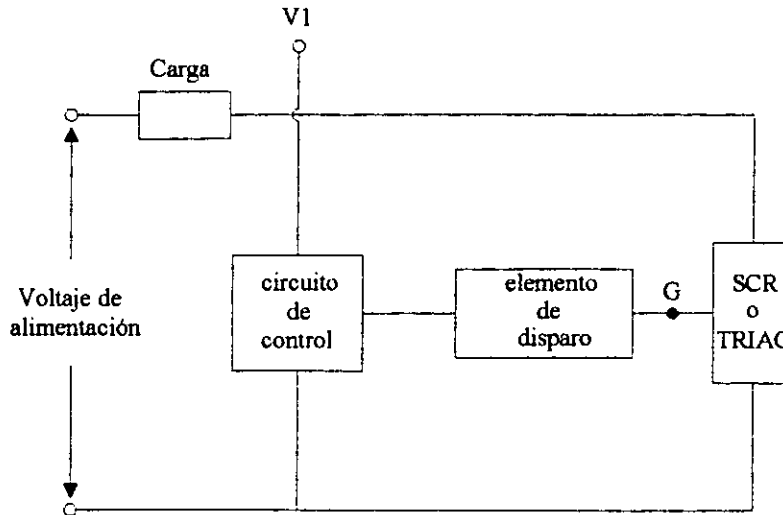 V1
Carga
Voltaje de
alimentación
circuito
de
control
elemento
de
disparo
G
SCR
o
TRIAC